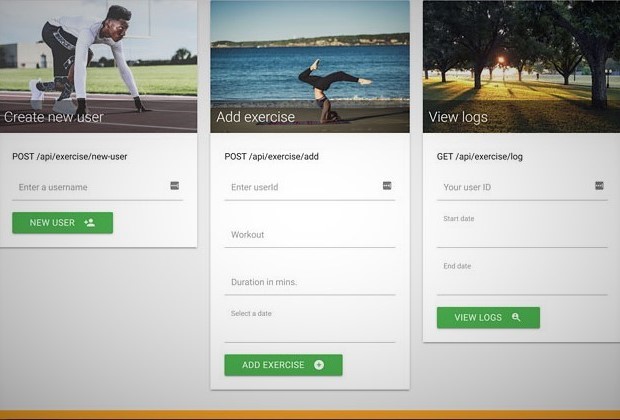 Create new user
POST /api/exercise/new-user
Enter a username
NEW USER
Add exercise
POST /api/exercise/add
Enter userId
Workout
Duration in mins.
Select a date
ADD EXERCISE
View logs
GET /api/exercise/log
Your user ID
Start date
End date
VIEW LOGS